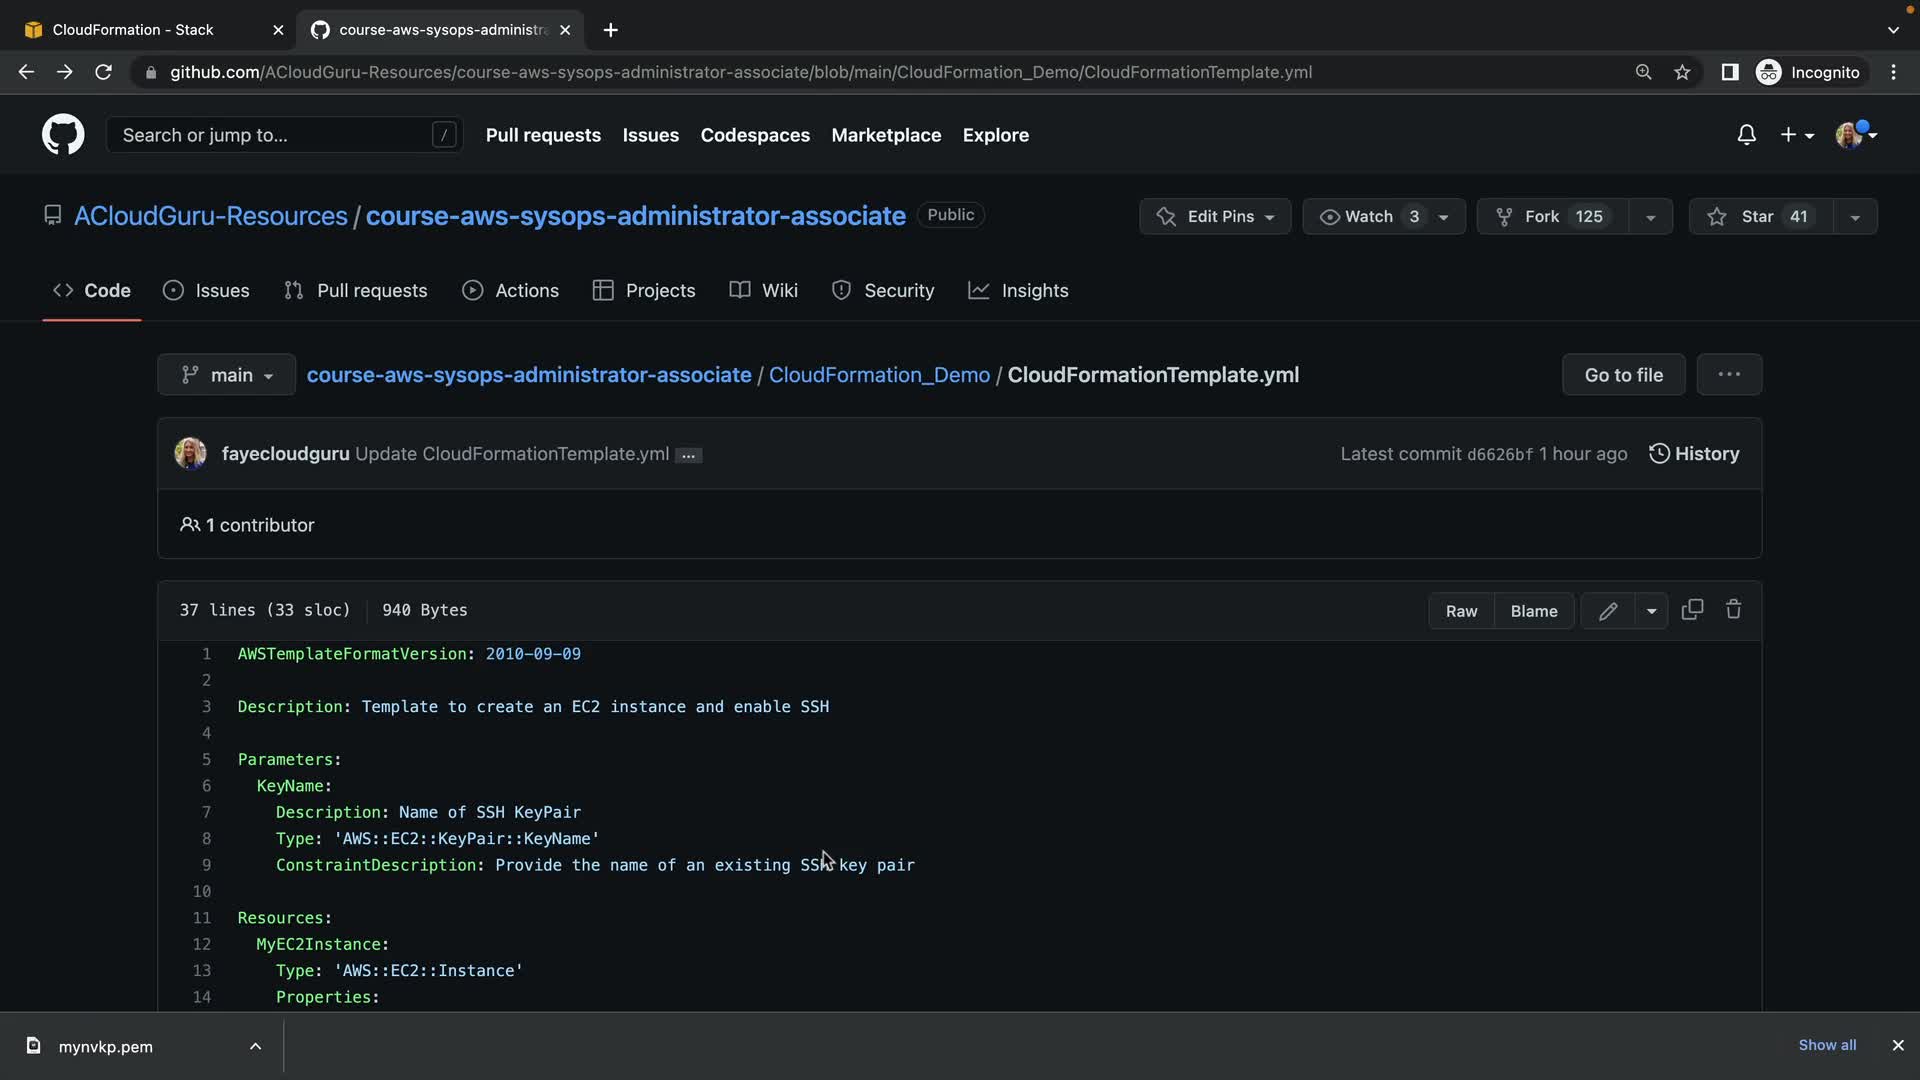 CloudFormation - Stack
course-aws-sysops-administra
github.com/ACloudGuru-Resources/course-aws-sysops-administrator-associate/blob/main/CloudFormation_Demo/CloudFormationTemplate.yml
Incognito
Search or jump to...
/
Pull requests
Issues
Codespaces
Marketplace
Explore
ACloudGuru-Resources / course-aws-sysops-administrator-associate
Public
Edit Pins
Watch 3
Fork 125
Star 41
Code
Issues
Pull requests
Actions
Projects
Wiki
Security
Insights
main
course-aws-sysops-administrator-associate / CloudFormation_Demo / CloudFormationTemplate.yml
Go to file
...
fayecloudguru Update CloudFormationTemplate.yml ...
Latest commit d6626bf 1 hour ago
History
1 contributor
37 lines (33 sloc)
940 Bytes
Raw
Blame
1 AWSTemplateFormatVersion: 2010-09-09
2
3 Description: Template to create an EC2 instance and enable SSH
4
5 Parameters:
6 KeyName:
7 Description: Name of SSH KeyPair
8 Type: 'AWS::EC2::KeyPair::KeyName'
9 ConstraintDescription: Provide the name of an existing SSH key pair
10
11 Resources:
12 MyEC2Instance:
13 Type: 'AWS::EC2::Instance'
14 Properties:
mynvkp.pem
Show all